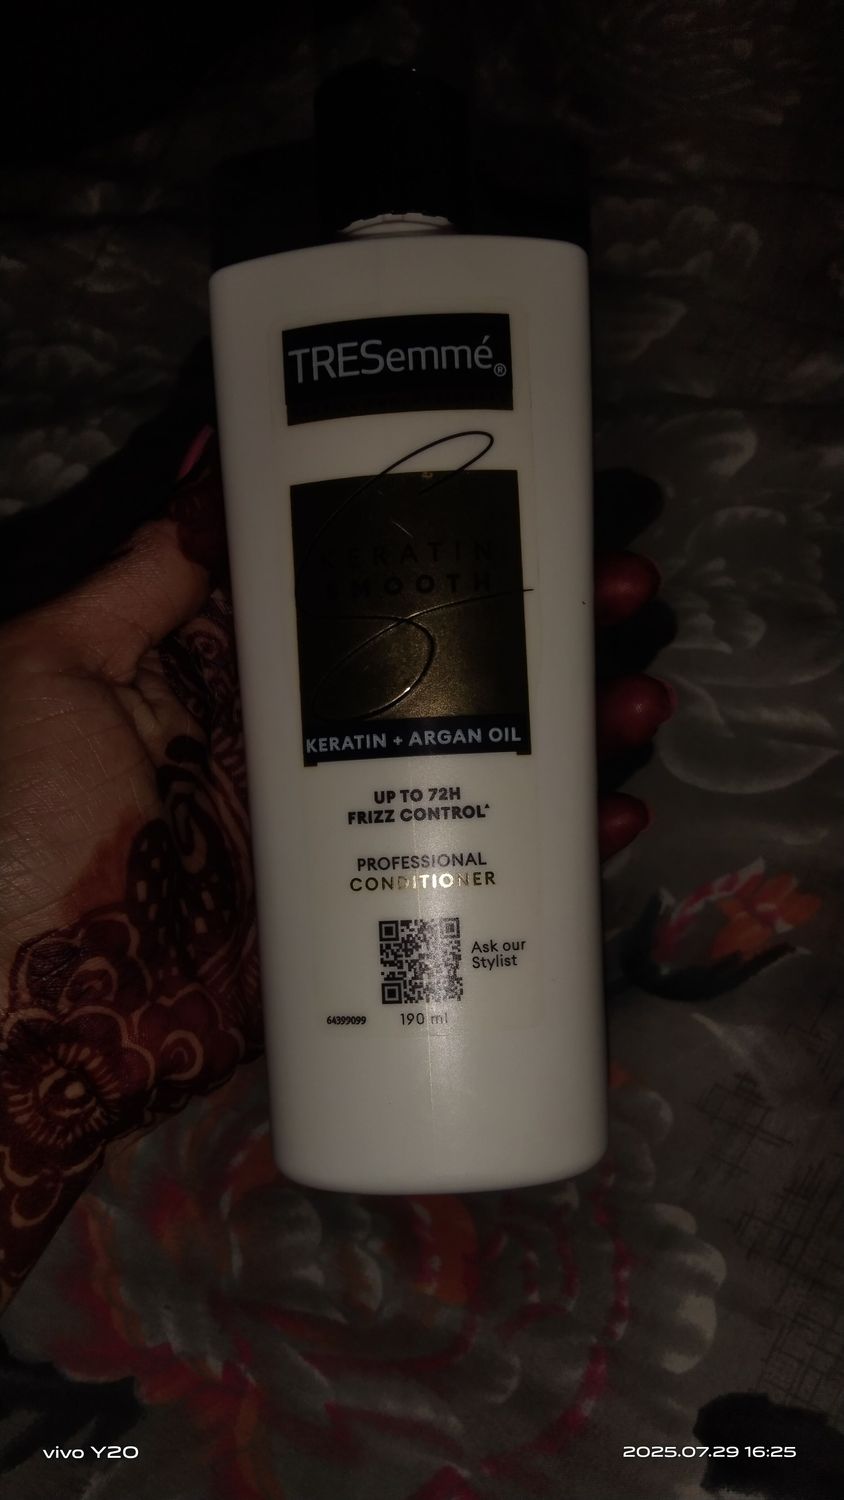 TRESemmé®
KERATIN
SMOOTH
KERATIN + ARGAN OIL
UP TO 72H
FRIZZ CONTROL^
PROFESSIONAL
CONDITIONER
Ask our
Stylist
64399099 190 ml
vivo Y20 2025.07.29 16:25